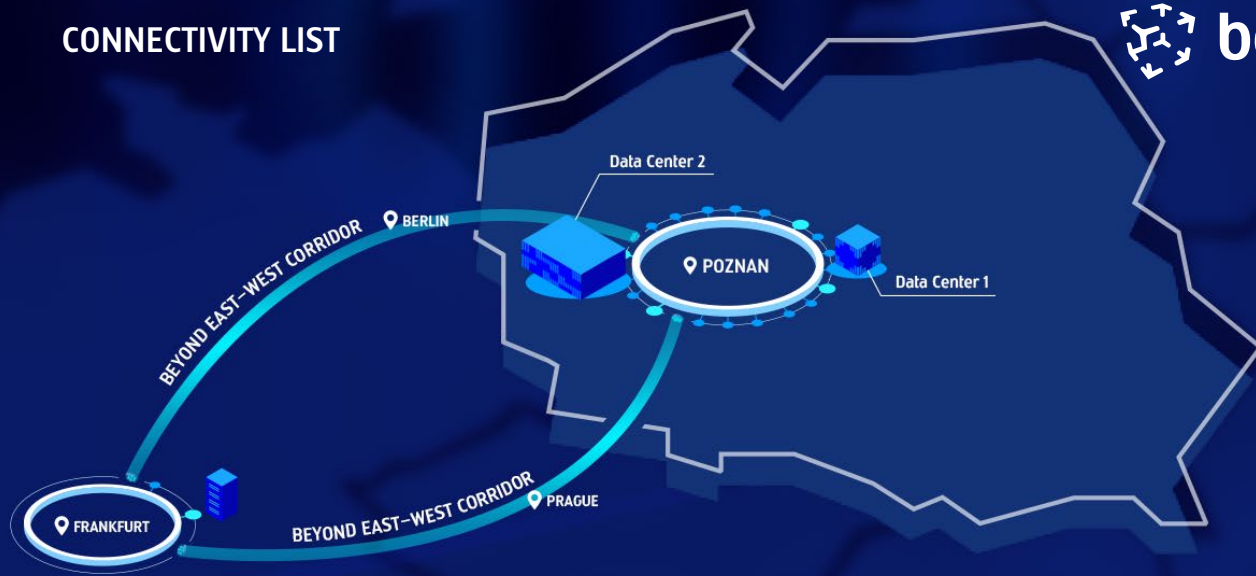 CONNECTIVITY LIST
Data Center 2
BERLIN
BEYOND EAST-WEST CORRIDOR
POZNAN
Data Center 1
BEYOND EAST-WEST CORRIDOR
PRAGUE
FRANKFURT